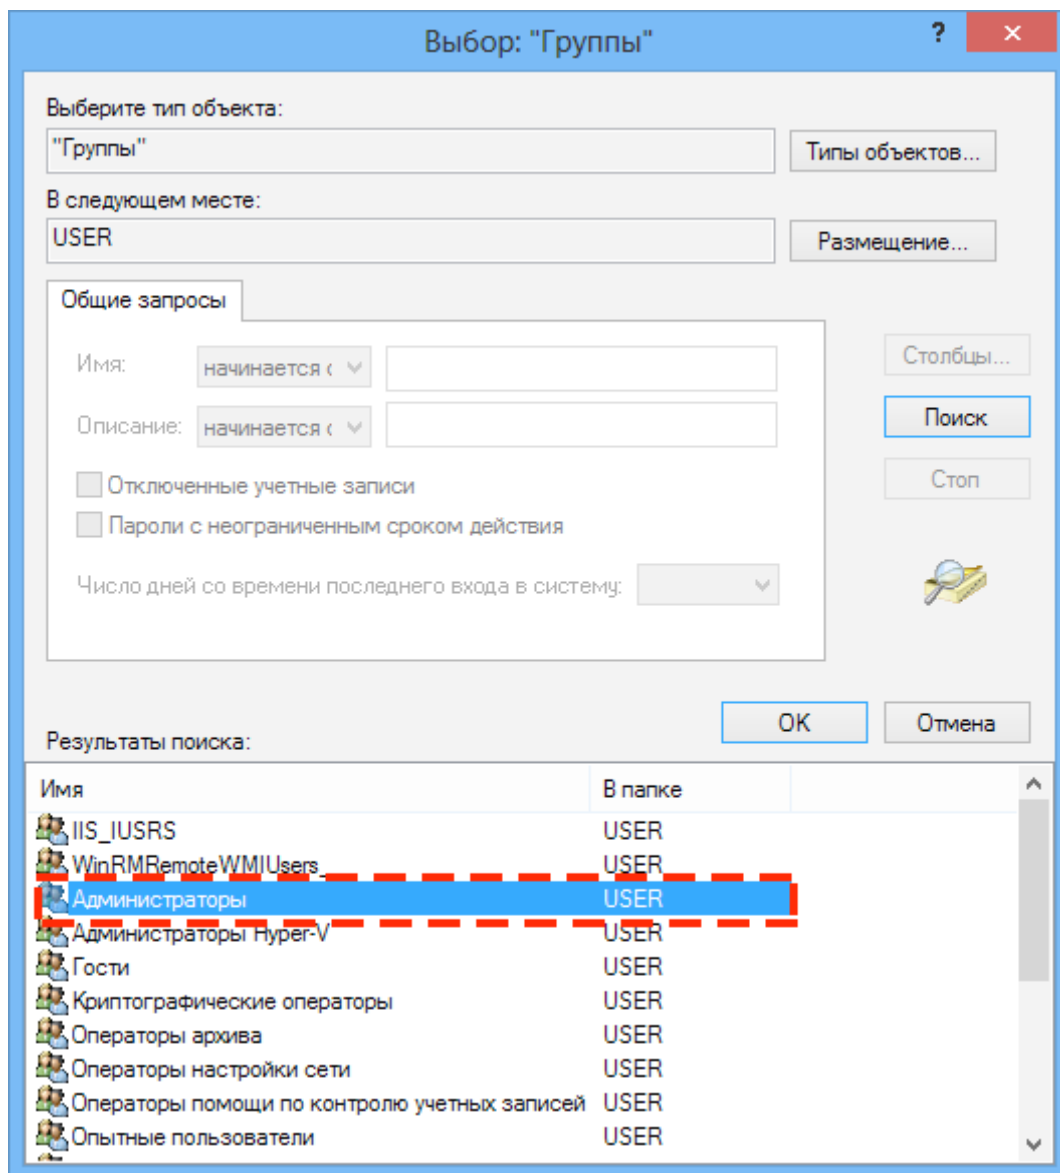 Выбор: "Группы"
?
Выберите тип объекта:
"Группы"
Типы объектов...
В следующем месте:
USER
Размещение...
Общие запросы
Имя:
начинается с
Столбцы...
Описание:
начинается с
Поиск
Отключенные учетные записи
Стоп
Пароли с неограниченным сроком действия
Число дней со времени последнего входа в систему:
OK
Отмена
Результаты поиска:
Имя В папке
IIS_IUSRS USER
WinRMRemoteWMIUsers_ USER
Администраторы USER
Администраторы Hyper-V USER
Гости USER
Криптографические операторы USER
Операторы архива USER
Операторы настройки сети USER
Операторы помощи по контролю учетных записей USER
Опытные пользователи USER